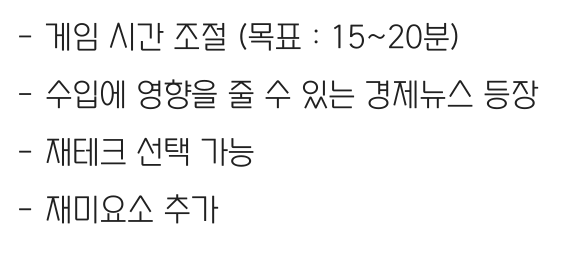 - 게임 시간 조절 (목표 : 15~20분)
- 수입에 영향을 줄 수 있는 경제뉴스 등장
- 재테크 선택 가능
- 재미요소 추가